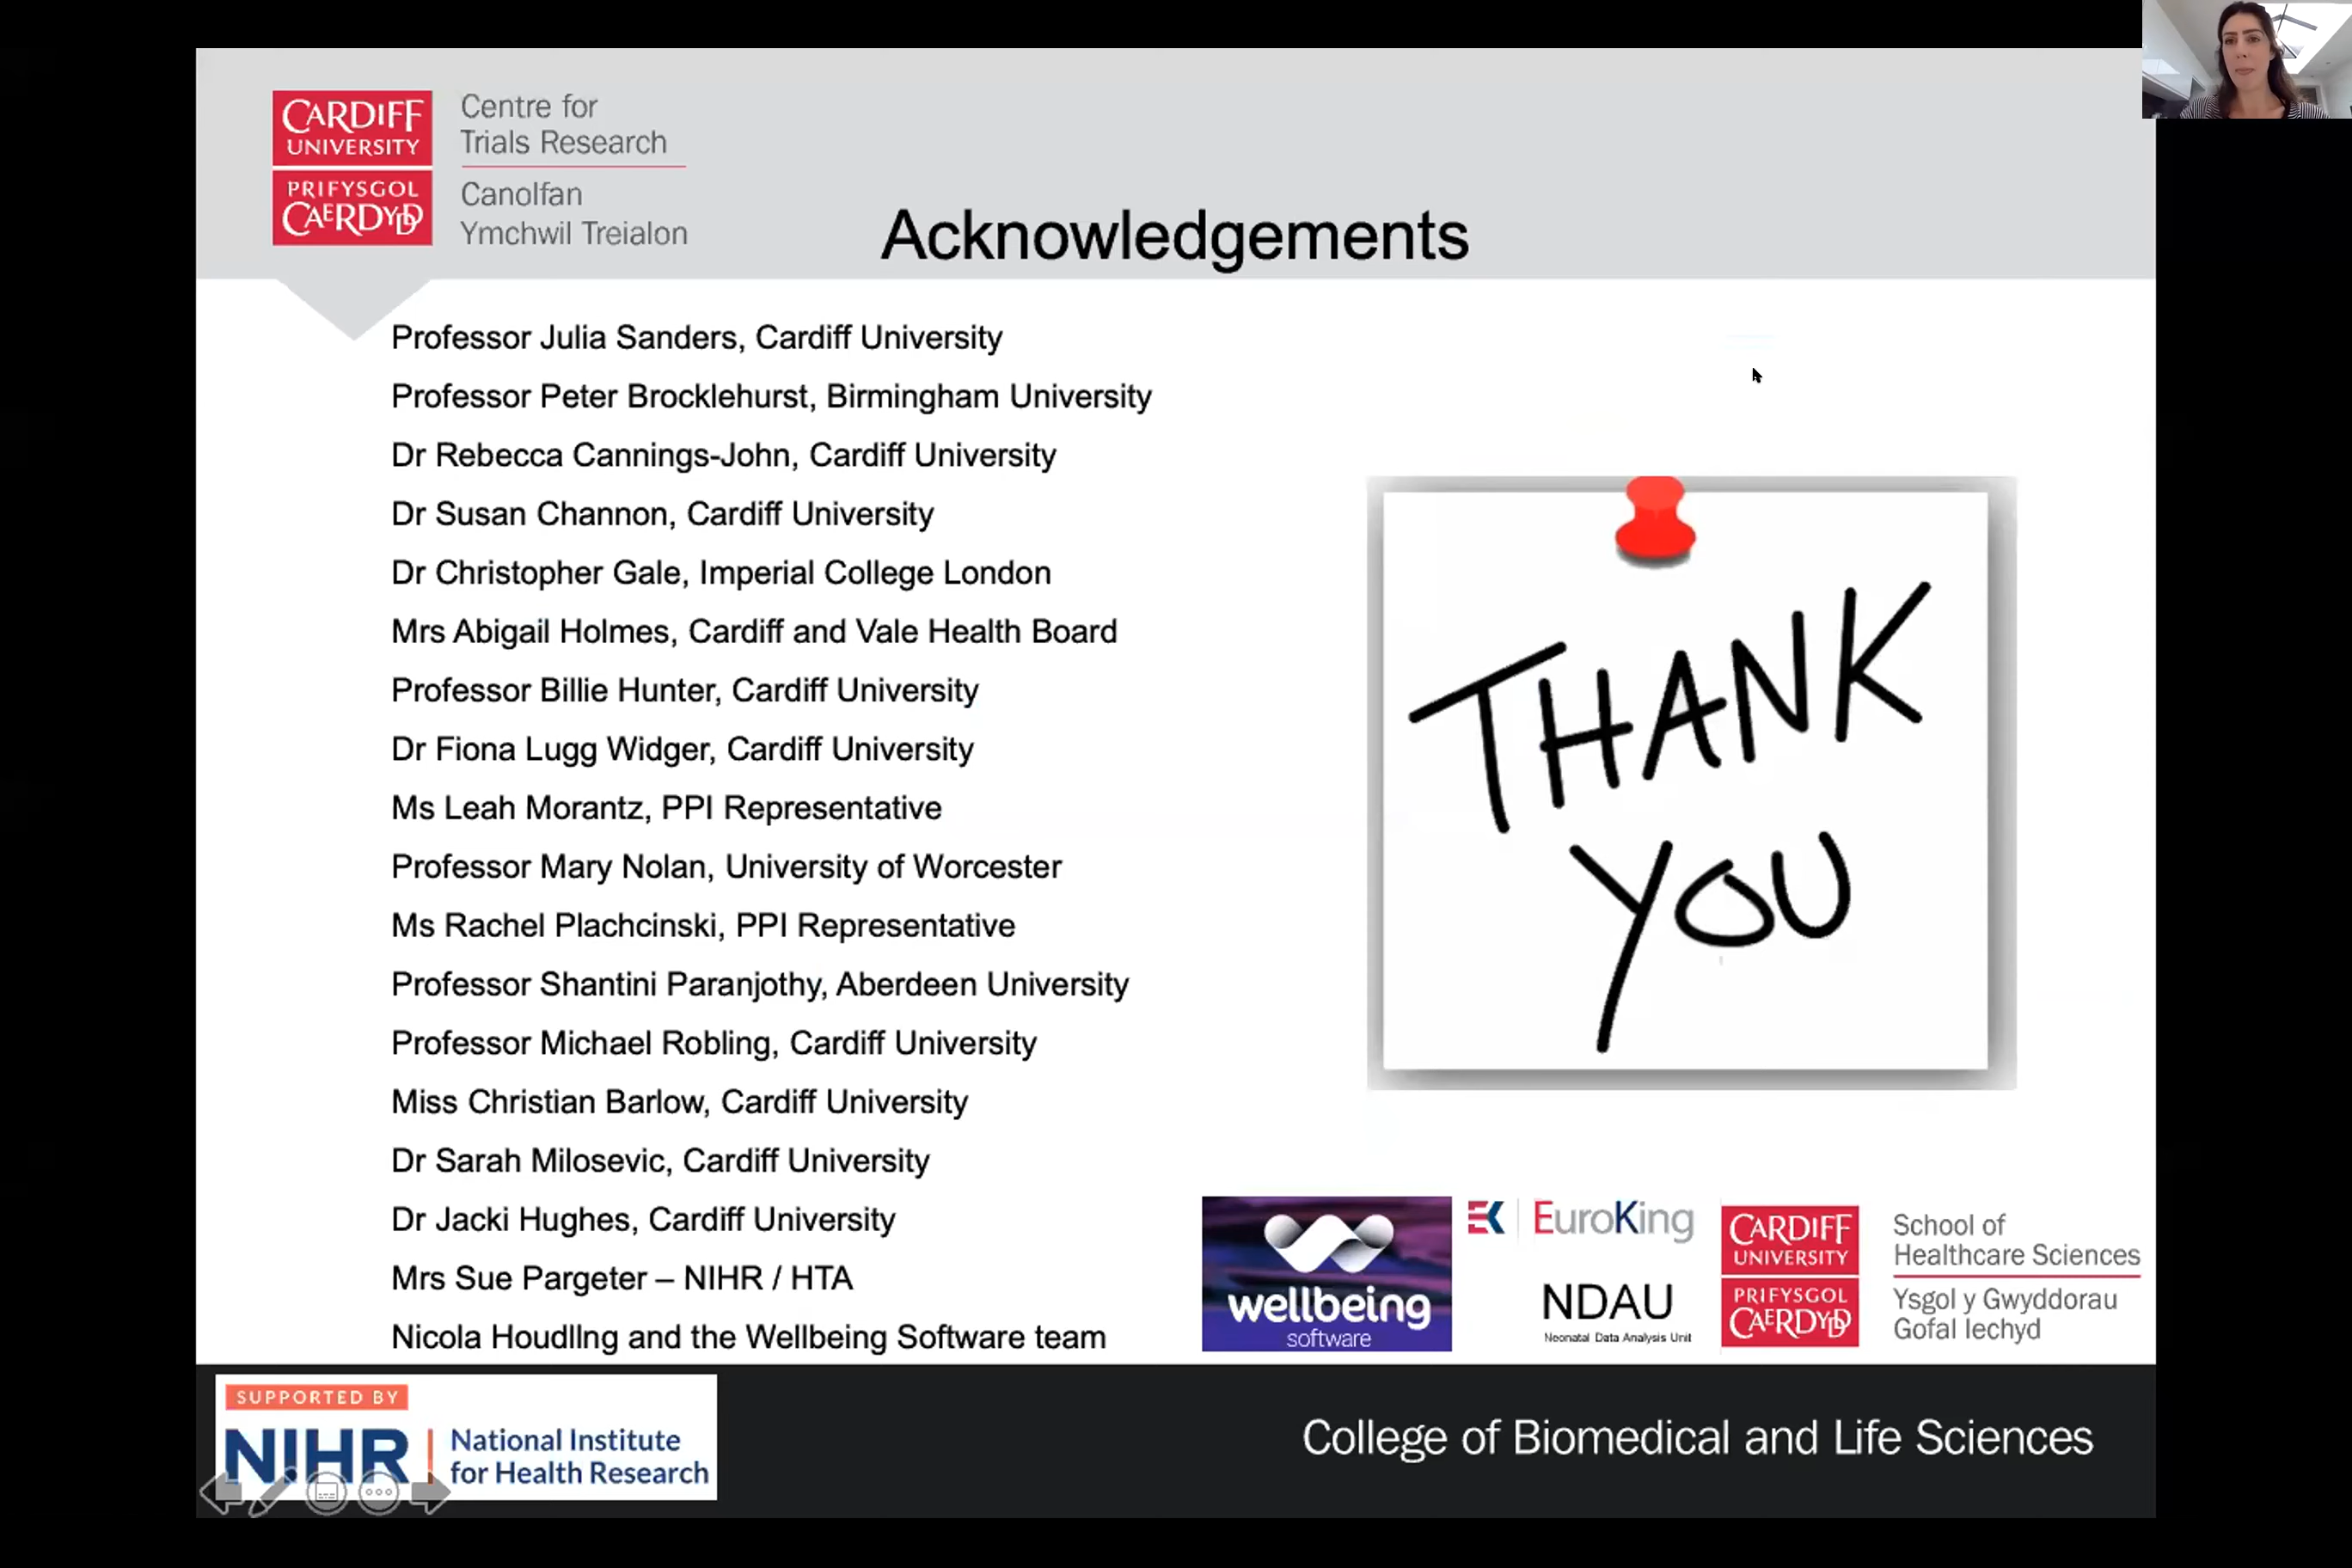 CARDIFF
UNIVERSITY
PRIFYSGOL
CAERDYDD
Centre for
Trials Research
Canolfan
Ymchwil Treialon
Acknowledgements
Professor Julia Sanders, Cardiff University
Professor Peter Brocklehurst, Birmingham University
Dr Rebecca Cannings-John, Cardiff University
Dr Susan Channon, Cardiff University
Dr Christopher Gale, Imperial College London
Mrs Abigail Holmes, Cardiff and Vale Health Board
Professor Billie Hunter, Cardiff University
Dr Fiona Lugg Widger, Cardiff University
Ms Leah Morantz, PPI Representative
Professor Mary Nolan, University of Worcester
Ms Rachel Plachcinski, PPI Representative
Professor Shantini Paranjothy, Aberdeen University
Professor Michael Robling, Cardiff University
Miss Christian Barlow, Cardiff University
Dr Sarah Milosevic, Cardiff University
Dr Jacki Hughes, Cardiff University
Mrs Sue Pargeter – NIHR / HTA
Nicola Houdllng and the Wellbeing Software team
THANK
YOU
wellbeing
software
EK EuroKing
NDAU
Neonatal Data Analysis Unit
CARDIFF
UNIVERSITY
PRIFYSGOL
CAERDYDD
School of
Healthcare Sciences
Ysgol y Gwyddorau
Gofal Iechyd
SUPPORTED BY
NIHR
National Institute
for Health Research
College of Biomedical and Life Sciences